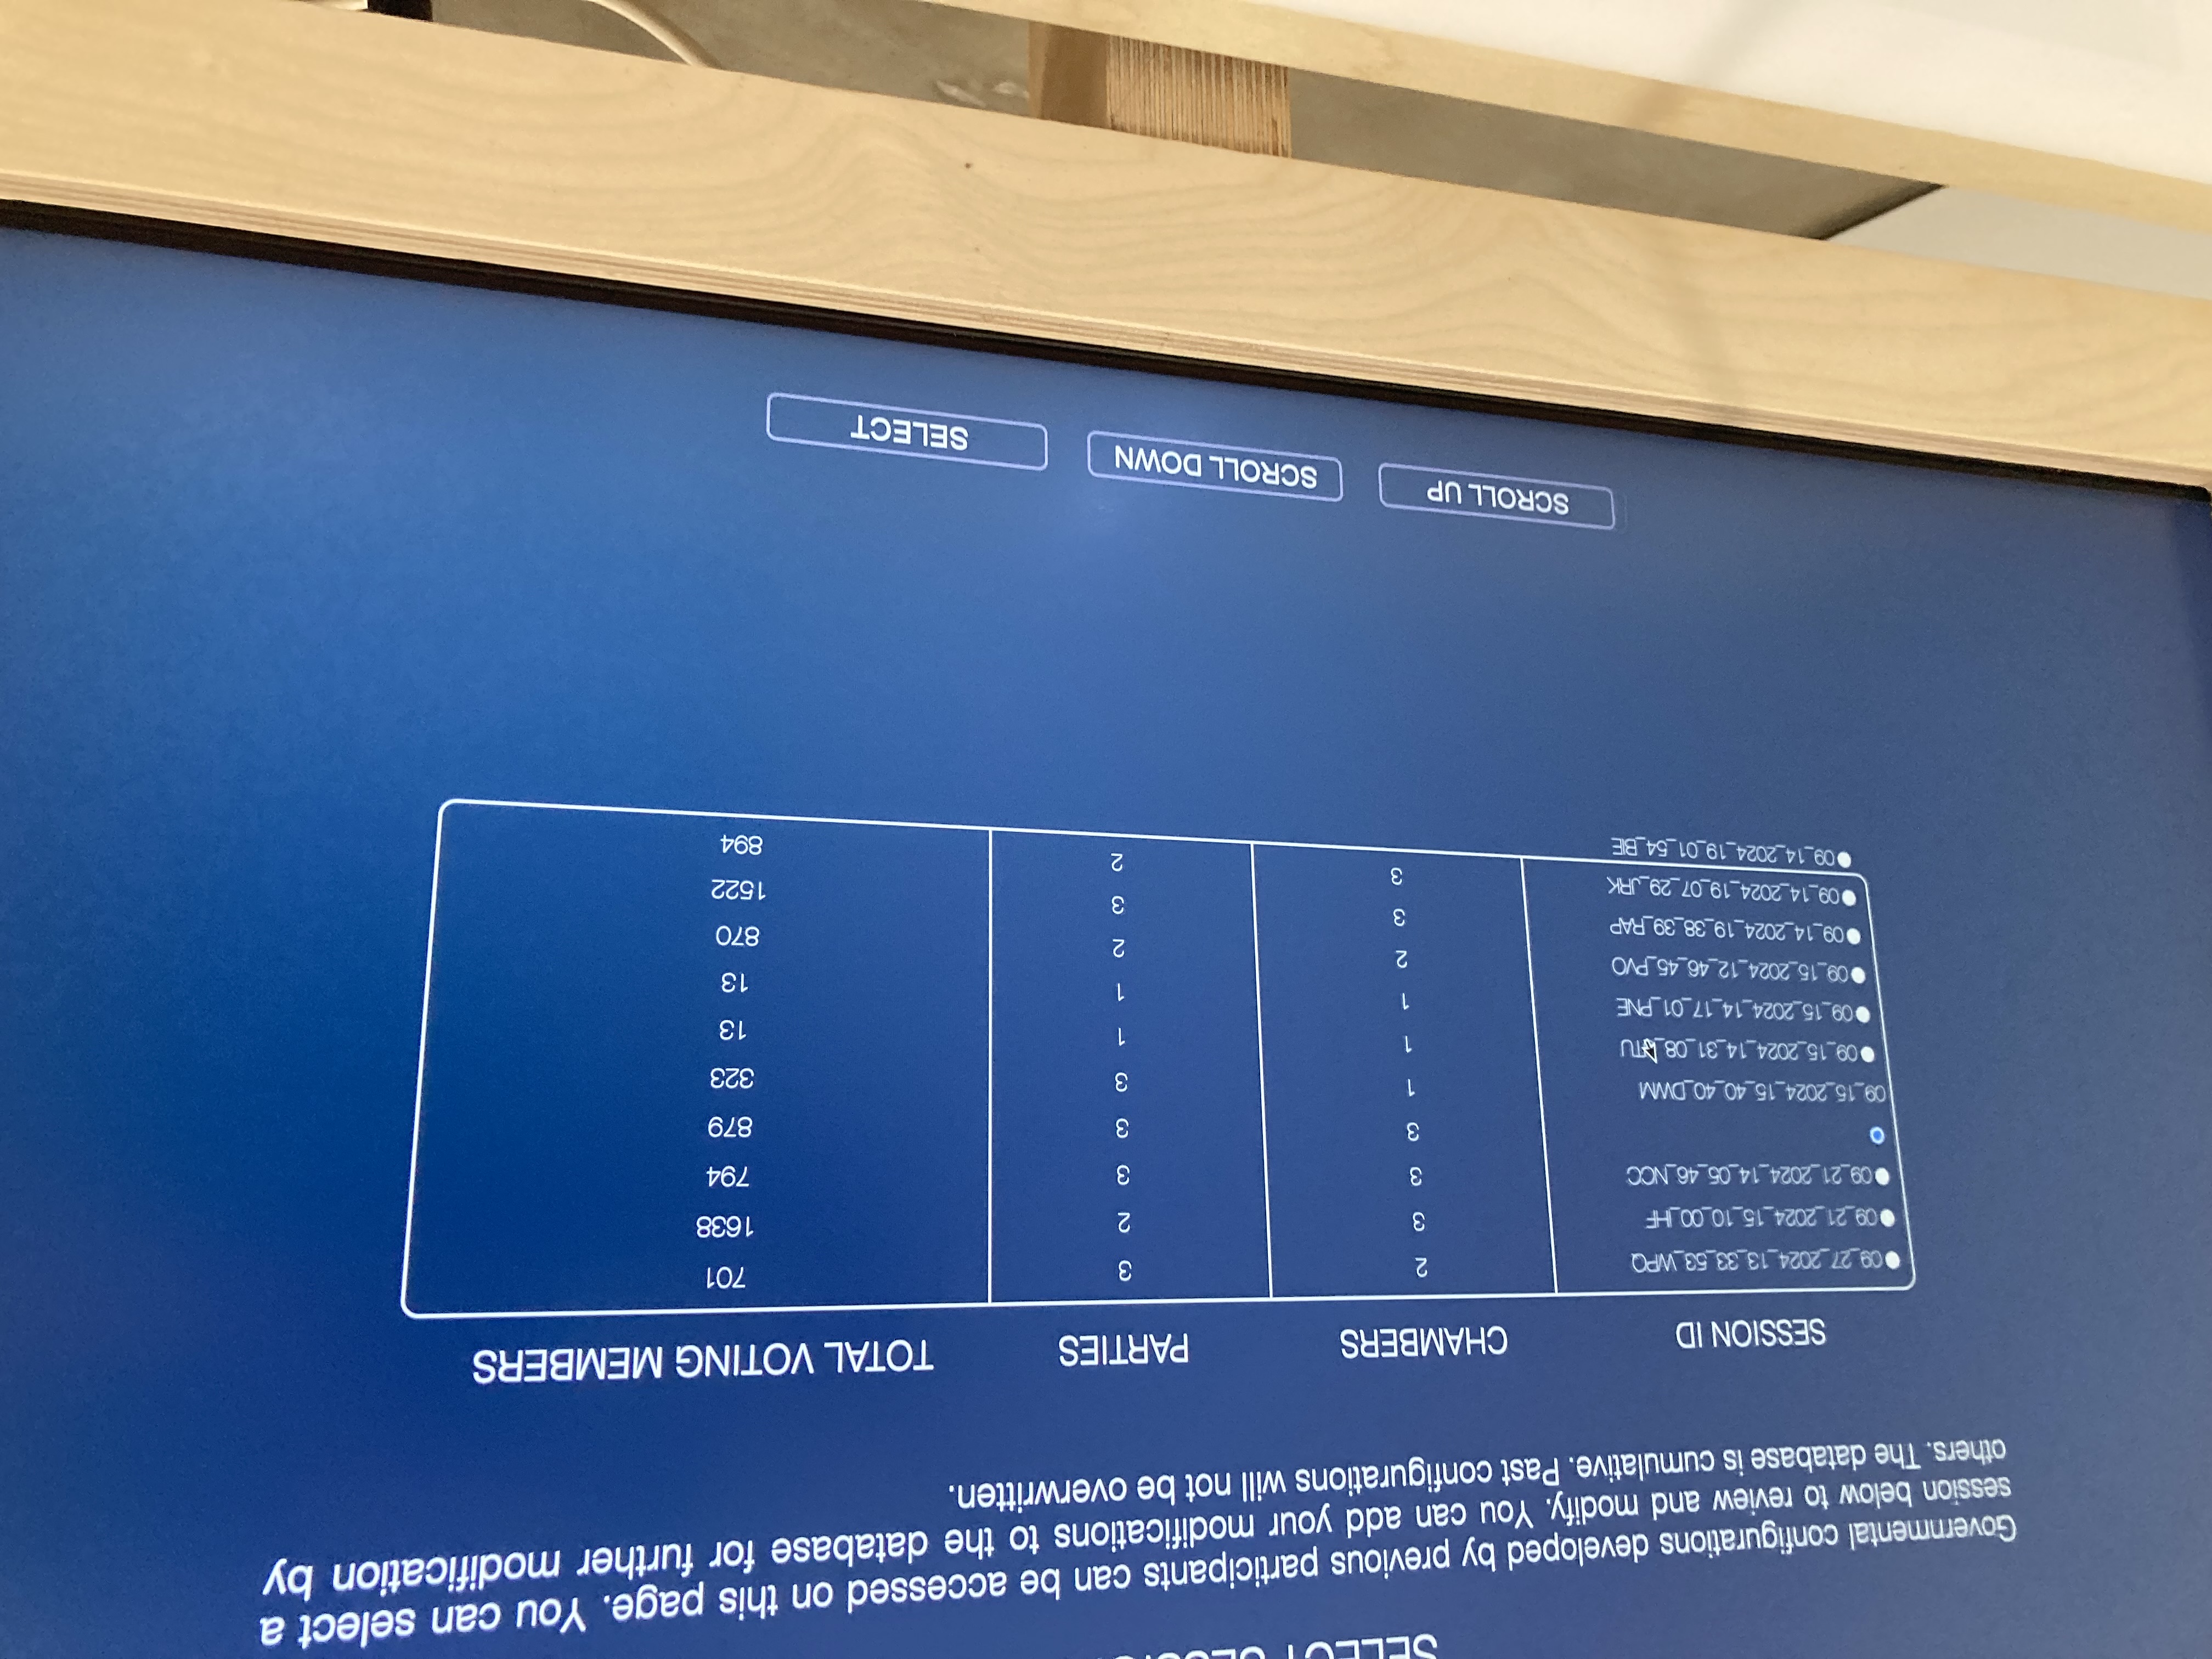 SELECT SESSION
Governmental configurations developed by previous participants can be accessed on this page. You can select a
session below to review and modify. You can add your modifications to the database for further modification by
others. The database is cumulative. Past configurations will not be overwritten.
SESSION ID CHAMBERS PARTIES TOTAL VOTING MEMBERS
09_27_2024_13_33_53_WPQ 2 3 701
09_21_2024_15_10_00_IHF 3 2 1638
09_21_2024_14_05_46_NCC 3 3 794
3 3 879
09_15_2024_15_40_40_DWM 1 3 323
09_15_2024_14_31_08_ 1 1 13
09_15_2024_14_17_01_PNE 1 1 13
09_15_2024_12_46_45_PVO 2 2 870
09_14_2024_19_38_39_RAP 3 3 1522
09_14_2024_19_07_29_JRK 3 2 894
09_14_2024_19_01_54_BIE
SCROLL UP SCROLL DOWN SELECT